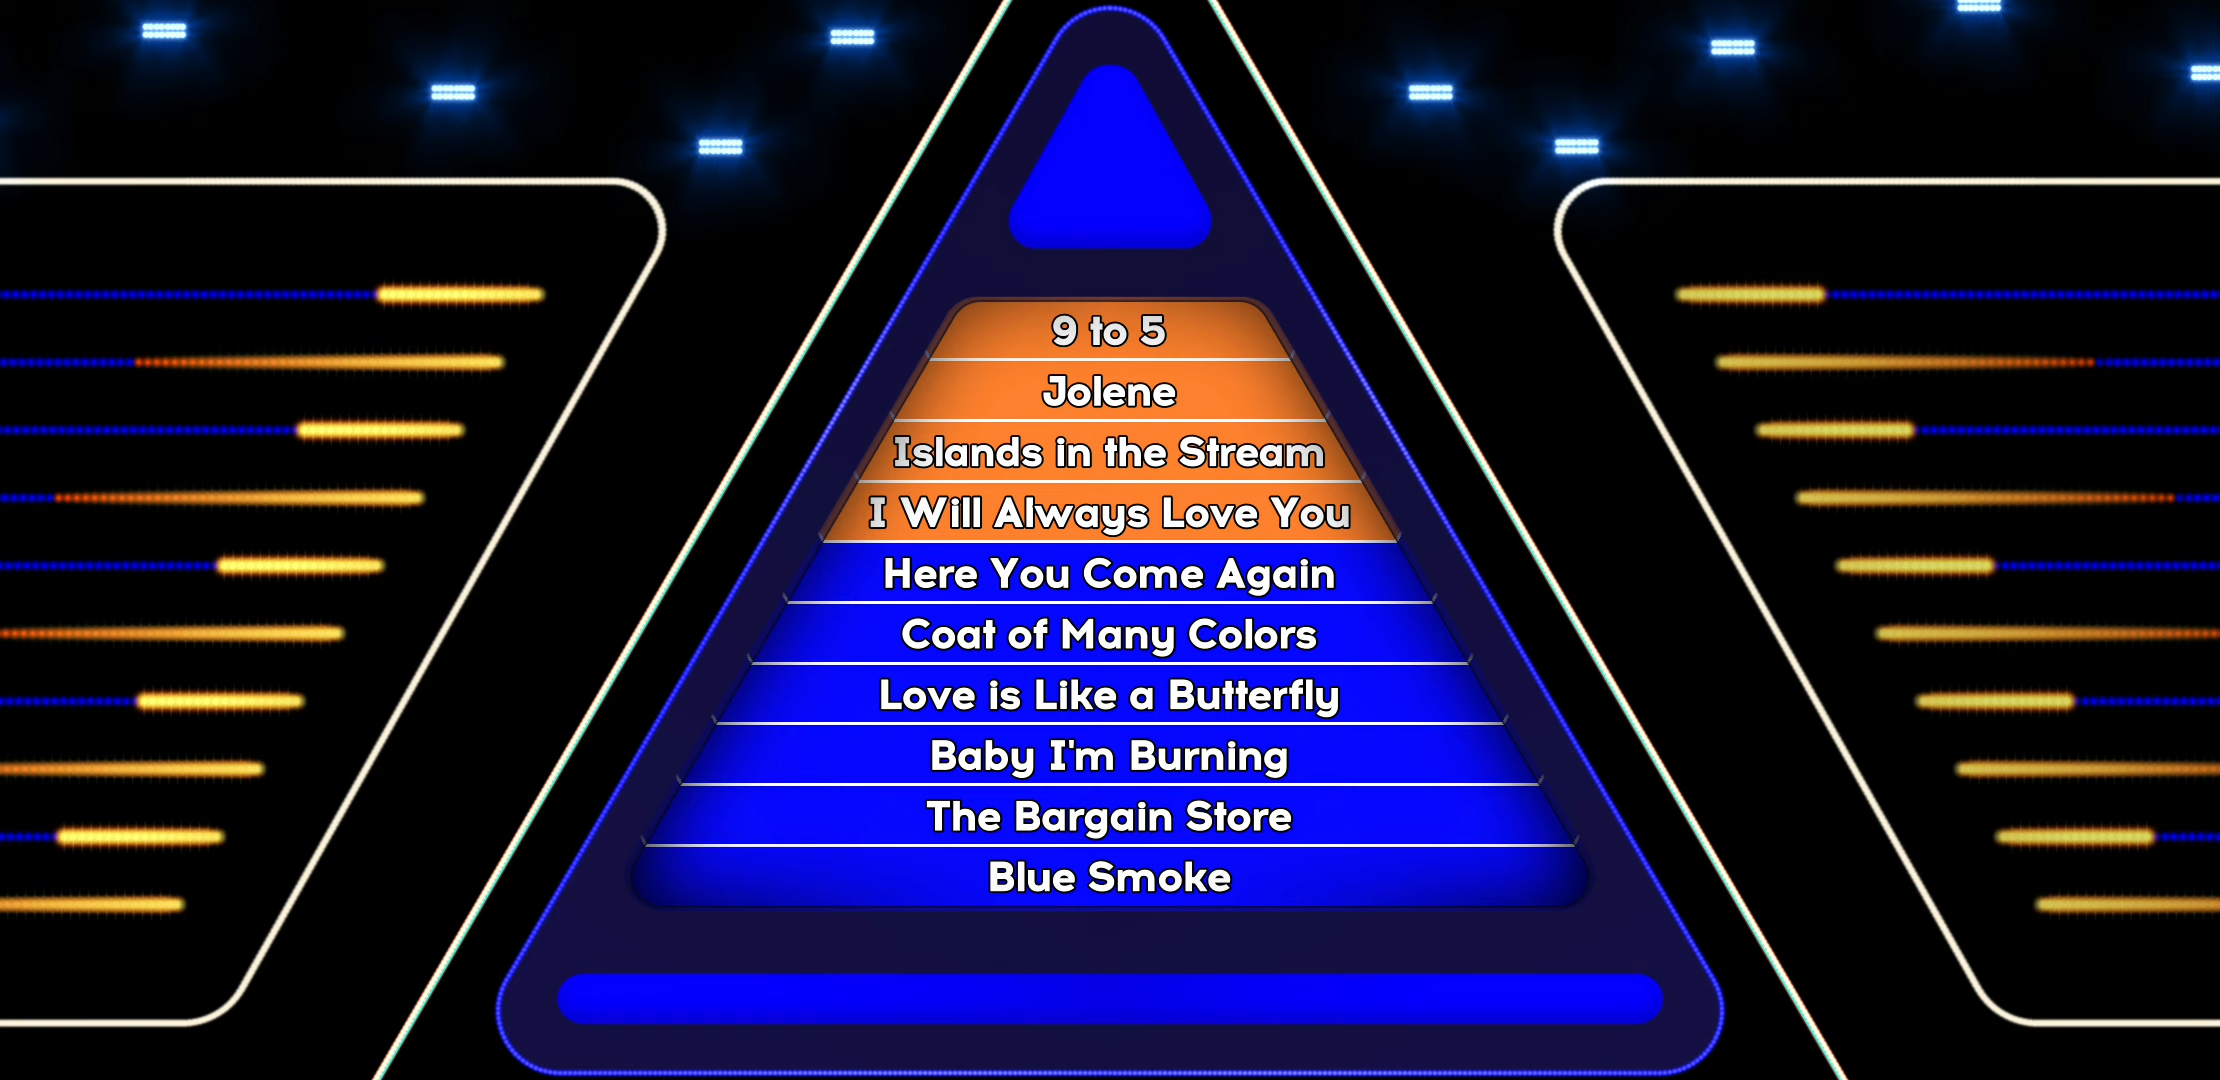 9 to 5
Jolene
Islands in the Stream
I Will Always Love You
Here You Come Again
Coat of Many Colors
Love is Like a Butterfly
Baby I'm Burning
The Bargain Store
Blue Smoke